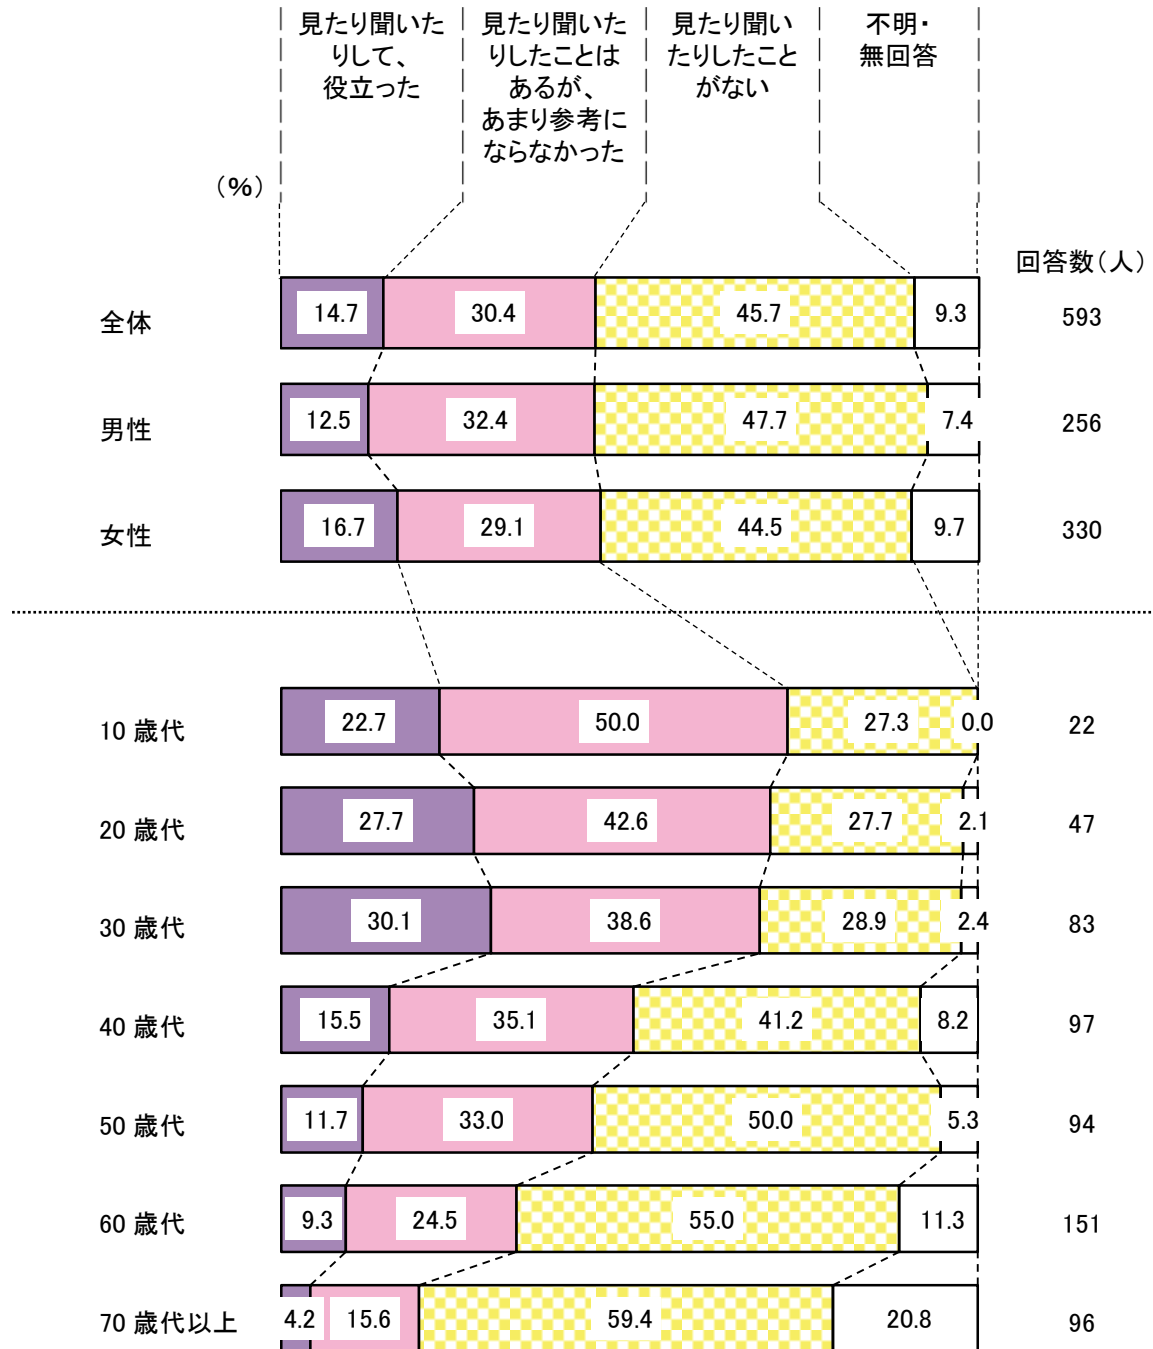 見たり聞いた
りして、
役立った
見たり聞いた
りしたことは
あるが、
あまり参考に
ならなかった
見たり聞い
たりしたこと
がない
不明・
無回答
(%)
回答数(人)
全体 14.7 30.4 45.7 9.3 593
男性 12.5 32.4 47.7 7.4 256
女性 16.7 29.1 44.5 9.7 330
10 歳代 22.7 50.0 27.3 0.0 22
20 歳代 27.7 42.6 27.7 2.1 47
30 歳代 30.1 38.6 28.9 2.4 83
40 歳代 15.5 35.1 41.2 8.2 97
50 歳代 11.7 33.0 50.0 5.3 94
60 歳代 9.3 24.5 55.0 11.3 151
70 歳代以上 4.2 15.6 59.4 20.8 96